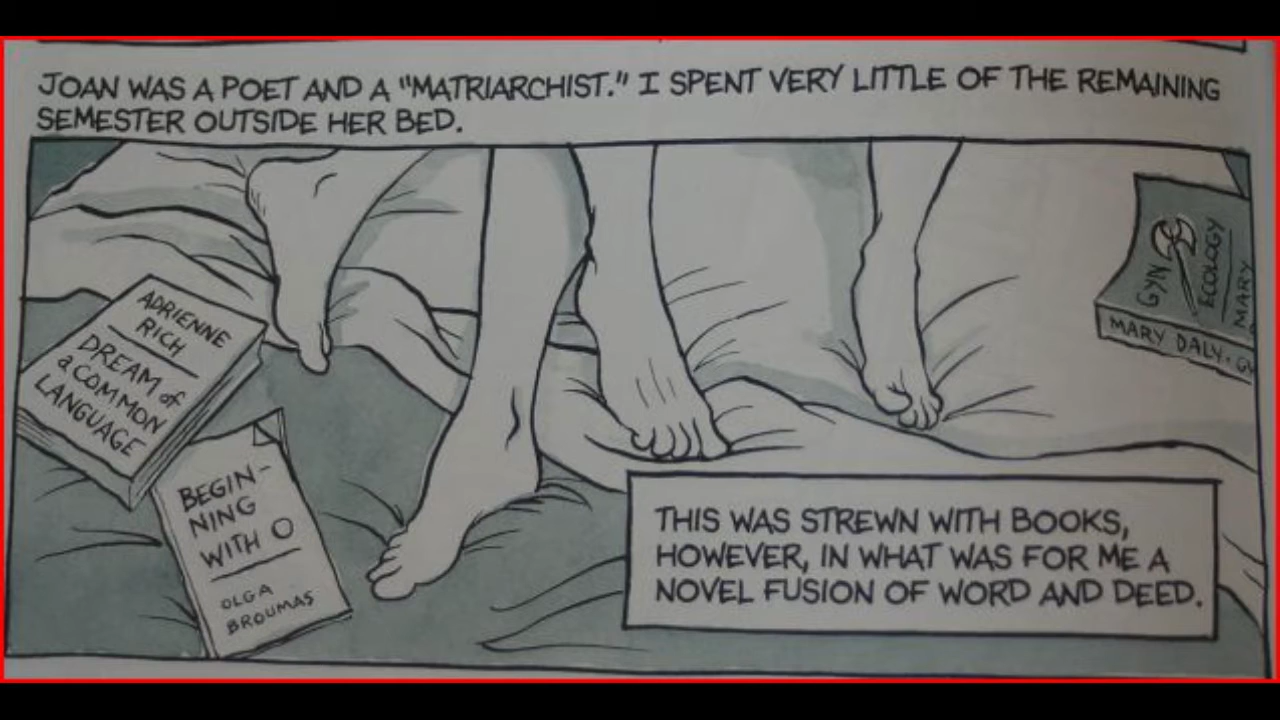 JOAN WAS A POET AND A "MATRIARCHIST." I SPENT VERY LITTLE OF THE REMAINING
SEMESTER OUTSIDE HER BED.
ADRIENNE
RICH
DREAM of
a COMMON
LANGUAGE
BEGIN-
NING
WITH O
OLGA
BROUMAS
GYN
ECOLOGY
MARY
MARY DALY • GY
THIS WAS STREWN WITH BOOKS,
HOWEVER, IN WHAT WAS FOR ME A
NOVEL FUSION OF WORD AND DEED.